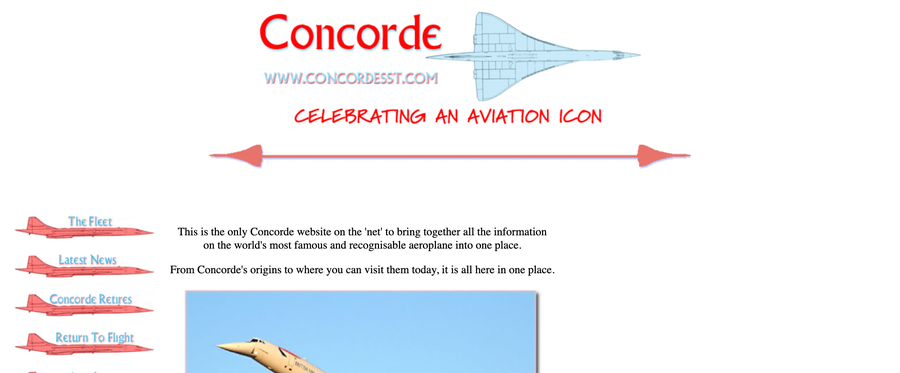 Concorde
WWW.CONCORDESST.COM
CELEBRATING AN AVIATION ICON
The Fleet
Latest News
Concorde Retires
Return To Flight
This is the only Concorde website on the 'net' to bring together all the information
on the world's most famous and recognisable aeroplane into one place.
From Concorde's origins to where you can visit them today, it is all here in one place.